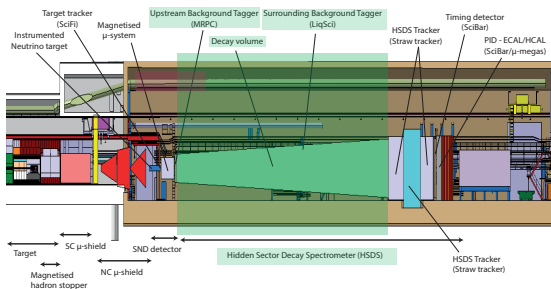 Target tracker
(SciFi)
Instrumented
Neutrino target
Magnetised
μ-system
Upstream Background Tagger
(MRPC)
Surrounding Background Tagger
(LiqSci)
Decay volume
HSDS Trackers
(Straw tracker)
Timing detector
(SciBar)
PID - ECAL/HCAL
(SciBar/μ-megas)
Target
Magnetised
hadron stopper
SC μ-shield
NC μ-shield
SND detector
Hidden Sector Decay Spectrometer (HSDS)
HSDS Tracker
(Straw tracker)